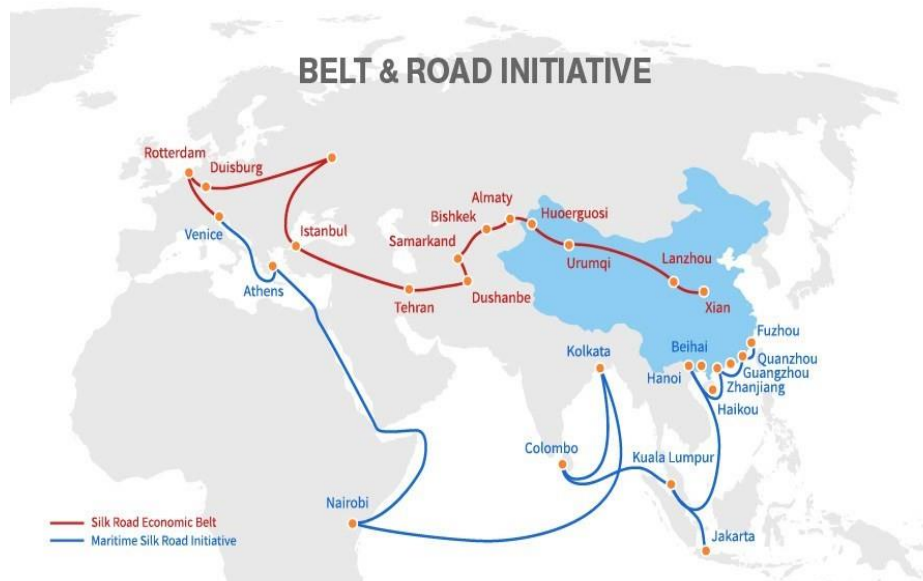 BELT & ROAD INITIATIVE
Rotterdam
Duisburg
Venice
Istanbul
Athens
Tehran
Samarkand
Bishkek
Almaty
Huoerguosi
Dushanbe
Urumqi
Lanzhou
Xian
Fuzhou
Beihai
Quanzhou
Guangzhou
Hanoi
Zhanjiang
Haikou
Kolkata
Colombo
Kuala Lumpur
Nairobi
Jakarta
Silk Road Economic Belt
Maritime Silk Road Initiative